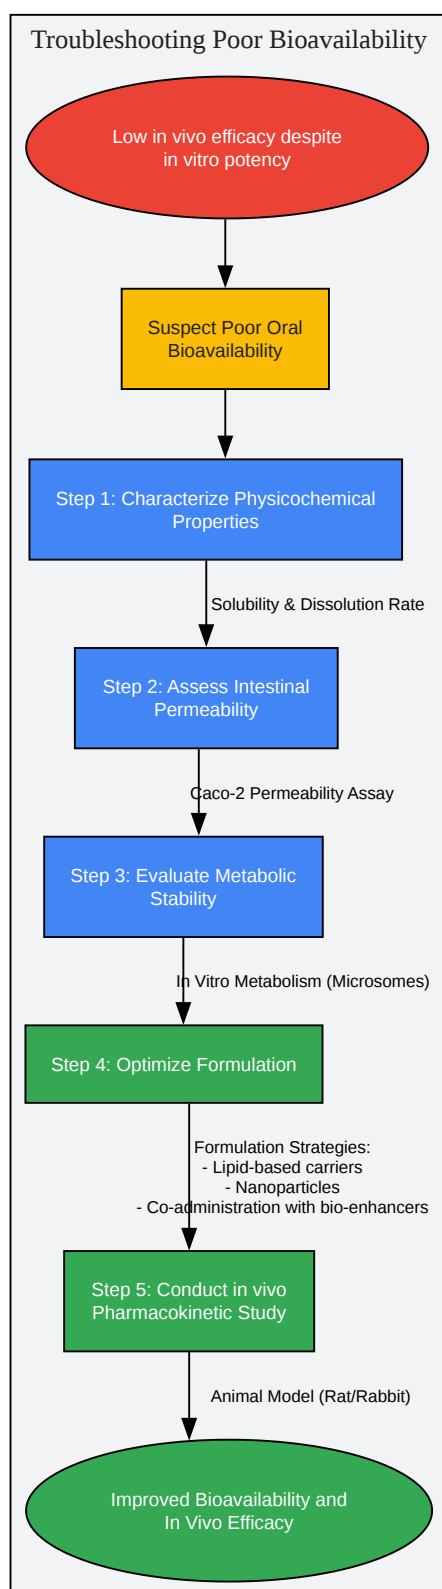 Troubleshooting Poor Bioavailability
Low in vivo efficacy despite
in vitro potency
Suspect Poor Oral
Bioavailability
Step 1: Characterize Physicochemical
Properties
Solubility & Dissolution Rate
Step 2: Assess Intestinal
Permeability
Caco-2 Permeability Assay
Step 3: Evaluate Metabolic
Stability
In Vitro Metabolism (Microsomes)
Step 4: Optimize Formulation
Formulation Strategies:
- Lipid-based carriers
- Nanoparticles
- Co-administration with bio-enhancers
Step 5: Conduct in vivo
Pharmacokinetic Study
Animal Model (Rat/Rabbit)
Improved Bioavailability and
In Vivo Efficacy